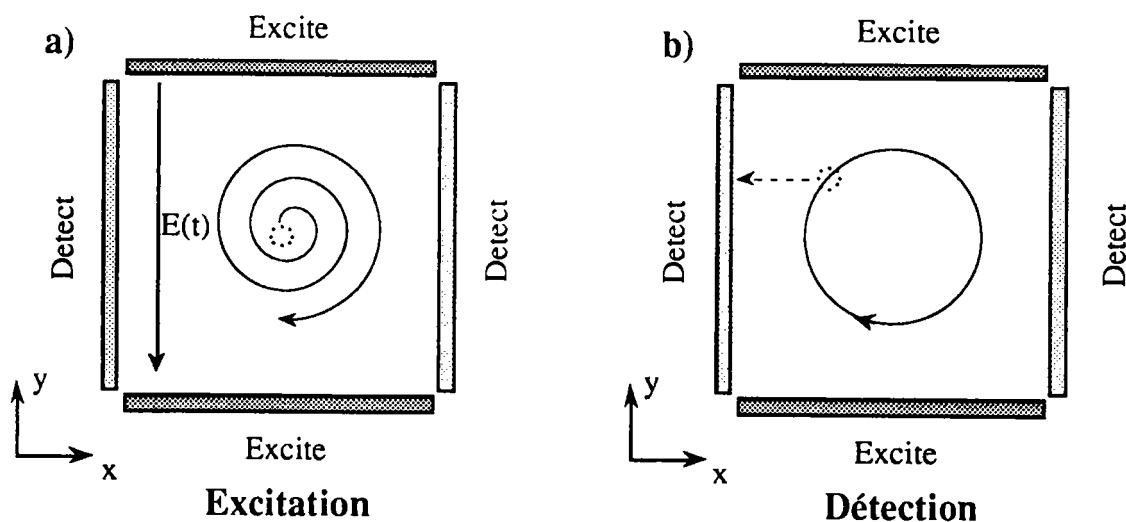 a)
Excite
Detect
E(t)
Detect
y
x
Excite
Excitation
b)
Excite
Detect
Detect
y
x
Excite
Détection